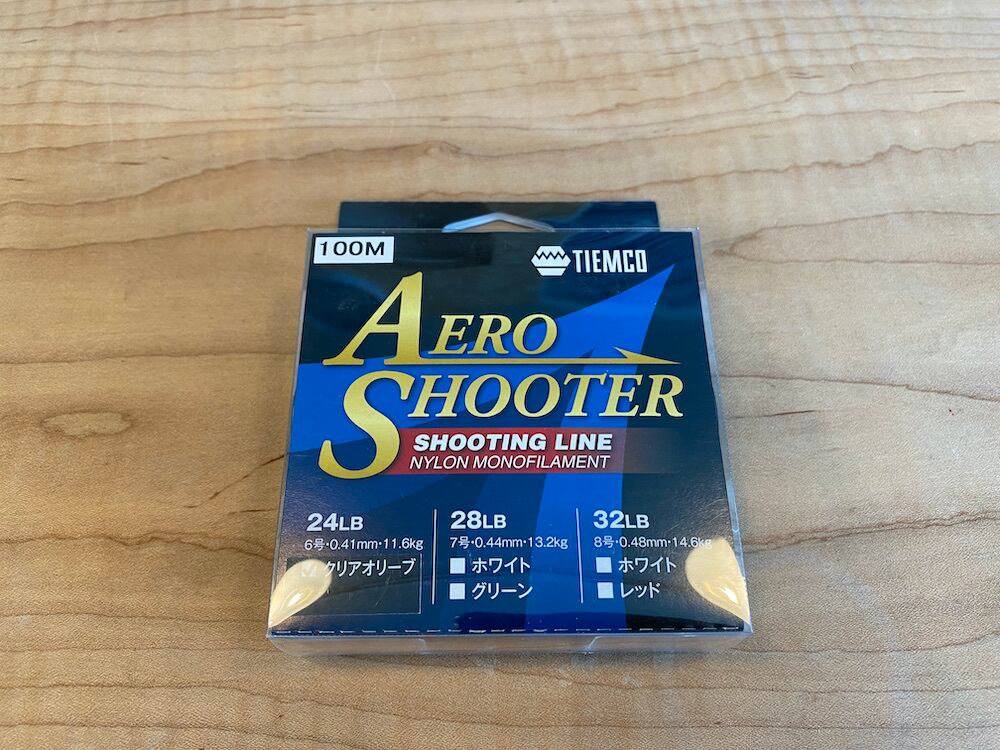 100M
TIEMCO
AERO
SHOOTER
SHOOTING LINE
NYLON MONOFILAMENT
24LB
6号・0.41mm・11.6kg
クリアオリーブ
28LB
7号・0.44mm・13.2kg
ホワイト
グリーン
32LB
8号・0.48mm・14.6kg
ホワイト
レッド